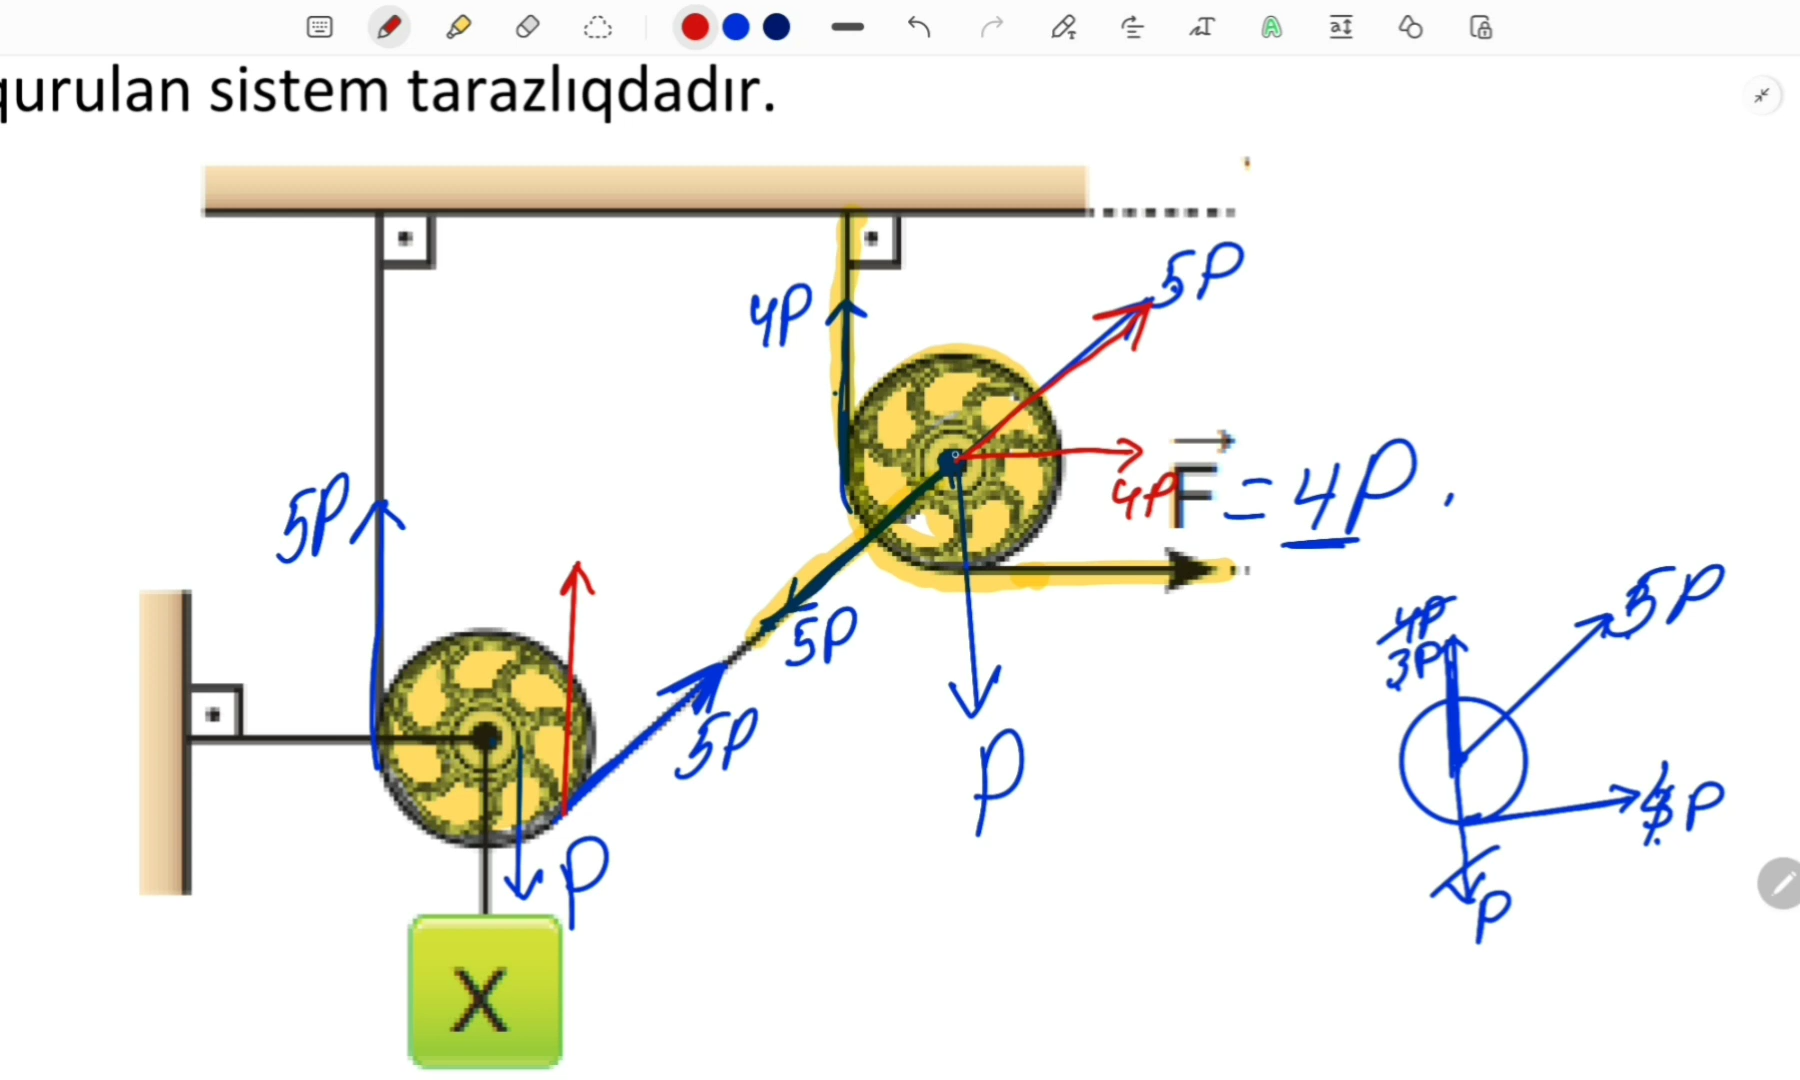 qurulan sistem tarazlıqdadır.
5P
4P
4P
F = 4P.
5P
5P
5P
4P
3P
5P
P
P
P
P
X